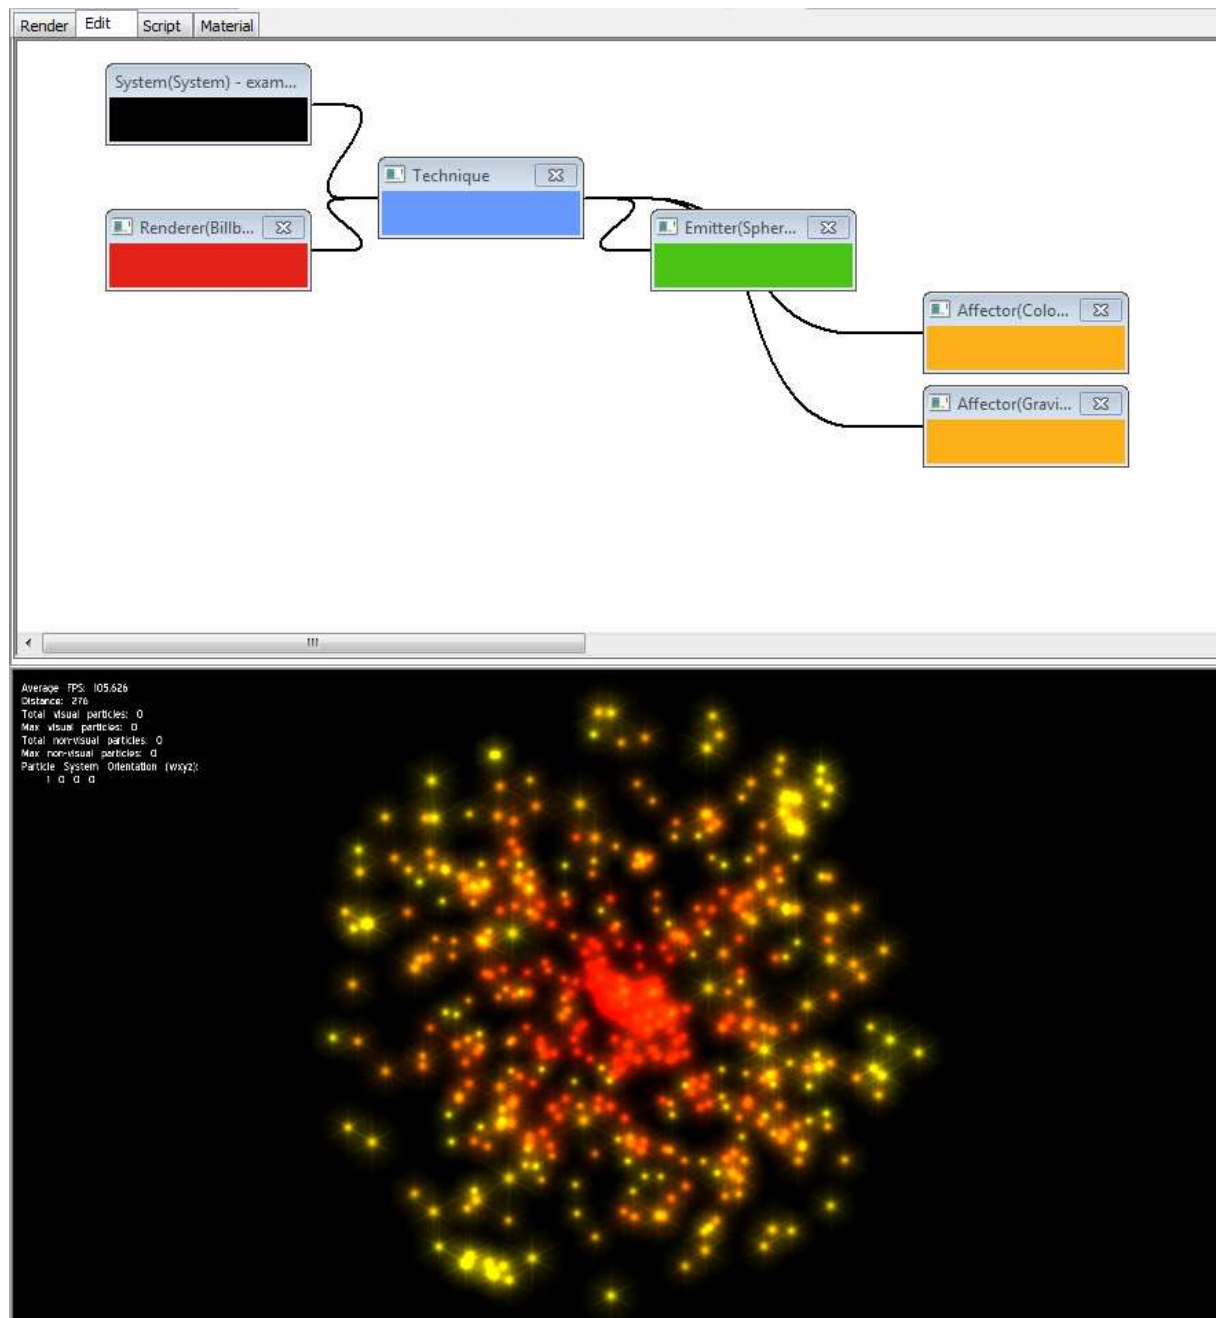 Render Edit Script Material
System(System) - exam...
Technique
Renderer(Billb...
Emitter(Spher...
Affector(Colo...
Affector(Gravi...
Average FPS: 105,626
Distance: 276
Total visual particles: 0
Max visual particles: 0
Total non-visual particles: 0
Max non-visual particles: 0
Particle System Orientation (wxyz):
1 0 0 0